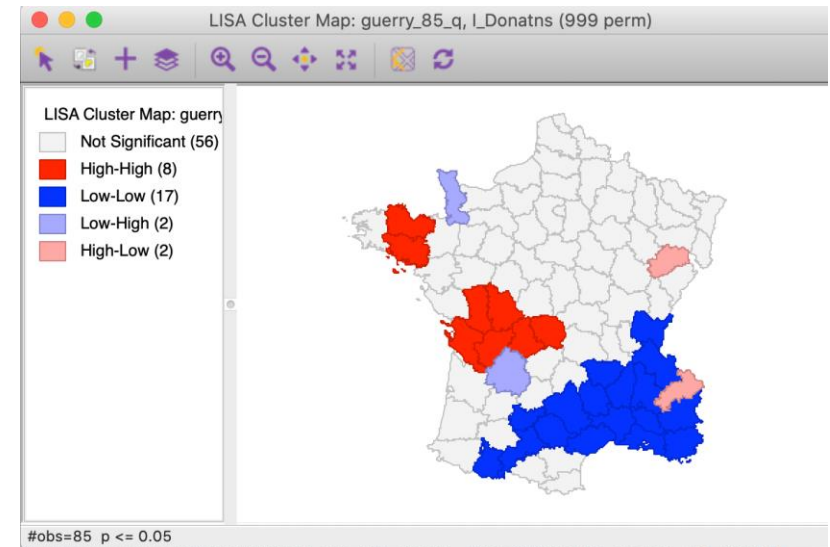 LISA Cluster Map: guerry_85_q, I_Donatns (999 perm)
LISA Cluster Map: guerry
Not Significant (56)
High-High (8)
Low-Low (17)
Low-High (2)
High-Low (2)
#obs=85 p <= 0.05